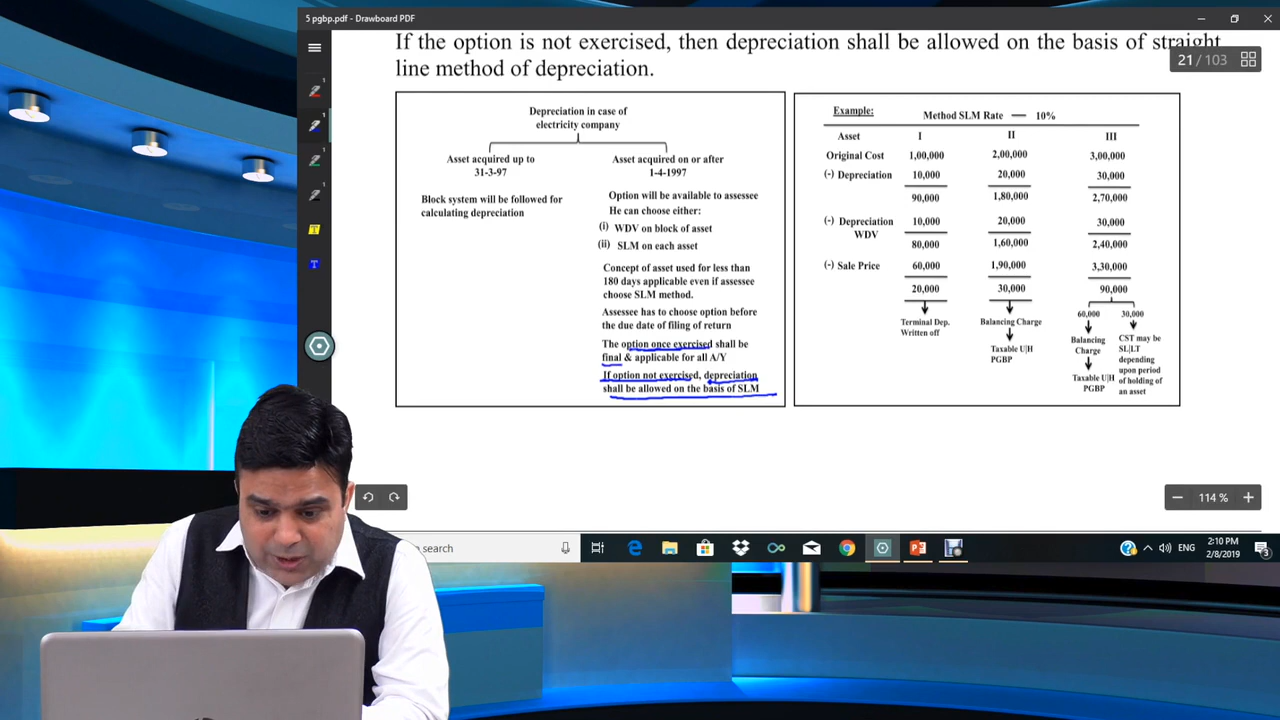 5 pgbp.pdf - Drawboard PDF
If the option is not exercised, then depreciation shall be allowed on the basis of straight
line method of depreciation.
21 / 103
Depreciation in case of
electricity company
Asset acquired up to
31-3-97
Block system will be followed for
calculating depreciation
Asset acquired on or after
1-4-1997
Option will be available to assessee
He can choose either:
(i) WDV on block of asset
(ii) SLM on each asset
Concept of asset used for less than
180 days applicable even if assessee
choose SLM method.
Assessee has to choose option before
the due date of filing of return
The option once exercised shall be
final & applicable for all A/Y
If option not exercised, depreciation
shall be allowed on the basis of SLM
Example: Method SLM Rate — 10%
Asset I II III
Original Cost 1,00,000 2,00,000 3,00,000
(-) Depreciation 10,000 20,000 30,000
90,000 1,80,000 2,70,000
(-) Depreciation 10,000 20,000 30,000
WDV
80,000 1,60,000 2,40,000
(-) Sale Price 60,000 1,90,000 3,30,000
20,000 30,000 90,000
Terminal Dep.
Written off
Balancing Charge
Taxable U|H
PGBP
60,000 30,000
Balancing
Charge
Taxable U|H
PGBP
CST may be
SL|LT
depending
upon period
of holding of
an asset
114 %
search
ENG
2:10 PM
2/8/2019
3